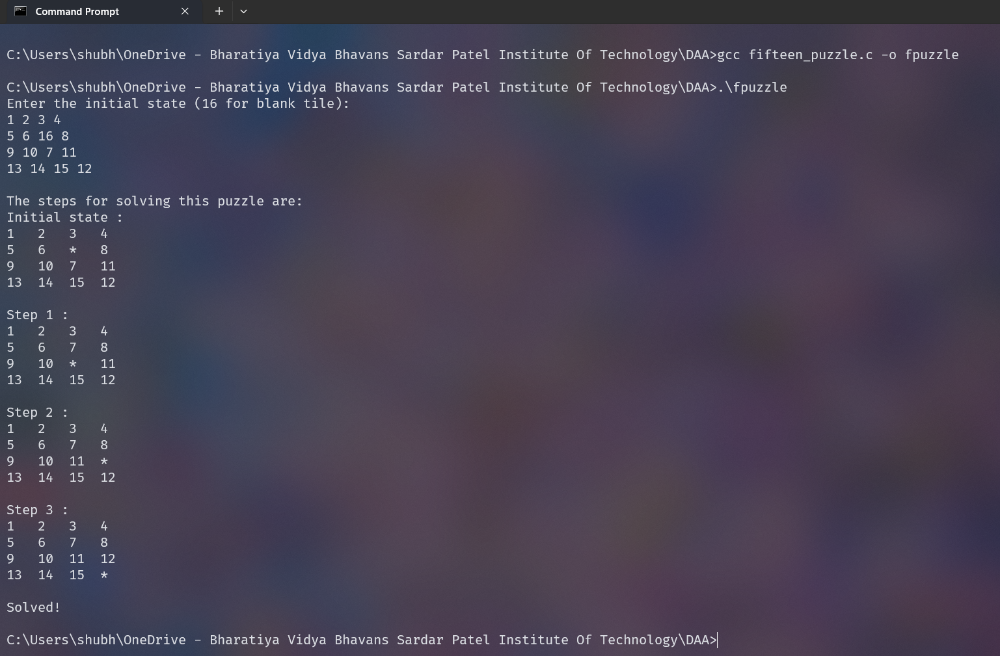 Command Prompt
C:\Users\shubh\OneDrive - Bharatiya Vidya Bhavans Sardar Patel Institute Of Technology\DAA>gcc fifteen_puzzle.c -o fpuzzle
C:\Users\shubh\OneDrive - Bharatiya Vidya Bhavans Sardar Patel Institute Of Technology\DAA>.\fpuzzle
Enter the initial state (16 for blank tile):
1 2 3 4
5 6 16 8
9 10 7 11
13 14 15 12
The steps for solving this puzzle are:
Initial state :
1 2 3 4
5 6 * 8
9 10 7 11
13 14 15 12
Step 1 :
1 2 3 4
5 6 7 8
9 10 * 11
13 14 15 12
Step 2 :
1 2 3 4
5 6 7 8
9 10 11 *
13 14 15 12
Step 3 :
1 2 3 4
5 6 7 8
9 10 11 12
13 14 15 *
Solved!
C:\Users\shubh\OneDrive - Bharatiya Vidya Bhavans Sardar Patel Institute Of Technology\DAA>